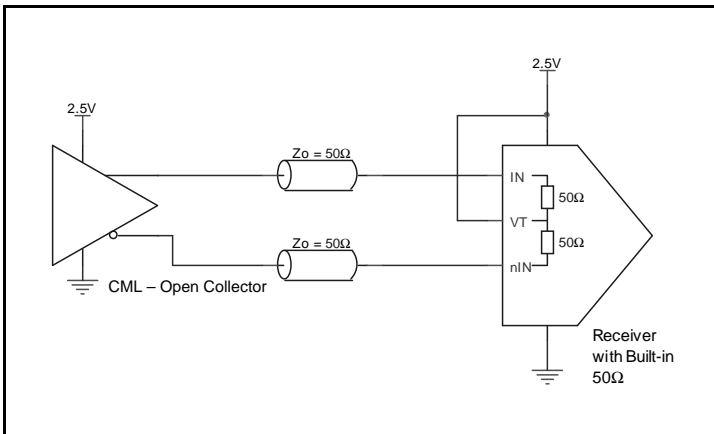 2.5V
2.5V
Zo = 50Ω
IN
50Ω
VT
Zo = 50Ω
50Ω
nIN
CML – Open Collector
Receiver
with Built-in
50Ω